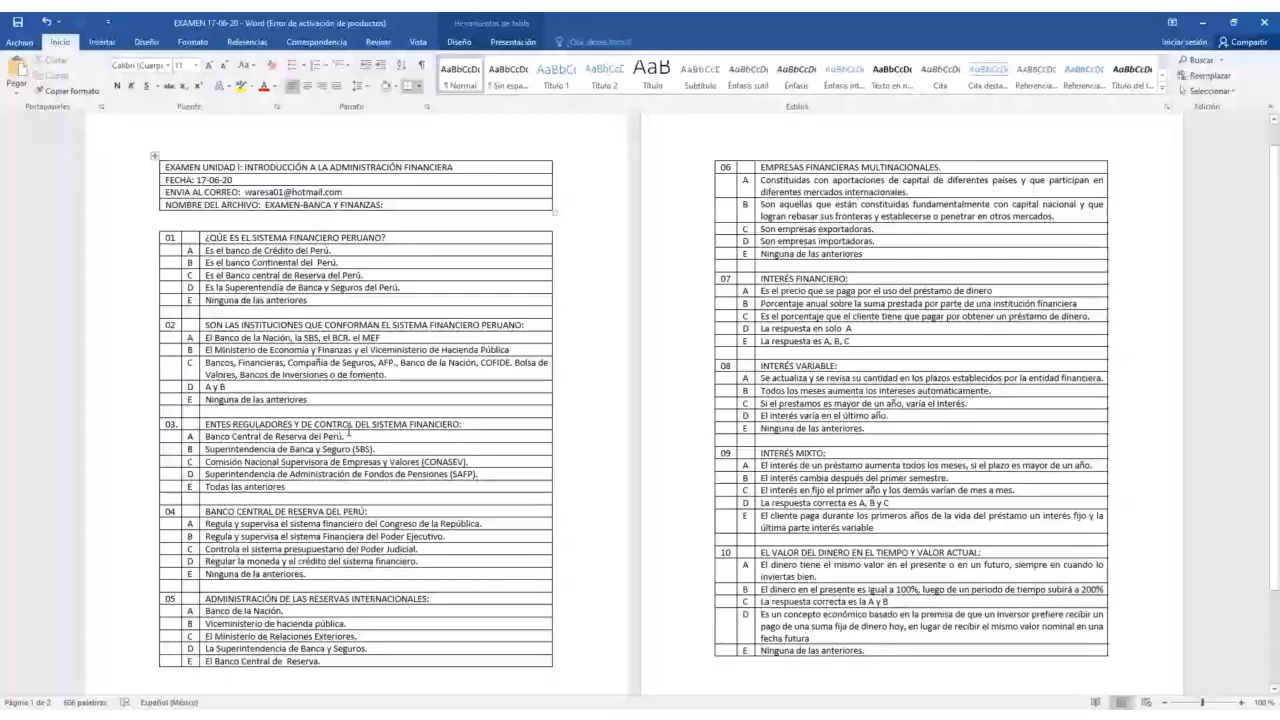 EXAMEN 17-06-20 - Word (Error de activación de productos)
Herramientas de tabla
Archivo Inicio Insertar Diseño Formato Referencias Correspondencia Revisar Vista Diseño Presentación ¿Qué desea hacer?
Iniciar sesión Compartir
Pegar
Cortar
Copiar
Copiar formato
Portapapeles
Calibri (Cuerpo 11
N K S abc x₂ x²
Fuente
Párrafo
AaBbCcDc AaBbCcDc AaBbCc AaBbCcC AaB AaBbCcC AaBbCcDc AaBbCcDc AaBbCcDc AaBbCcDc AaBbCcDc AaBbCcDc AaBbCcDc AaBbCcDc AaBbCcDc
¶ Normal ¶ Sin espa... Título 1 Título 2 Título Subtítulo Énfasis sutil Énfasis Énfasis int... Texto en n... Cita Cita desta... Referencia... Referencia... Título del l...
Estilos
Buscar
Reemplazar
Seleccionar
Edición
EXAMEN UNIDAD I: INTRODUCCIÓN A LA ADMINISTRACIÓN FINANCIERA
FECHA: 17-06-20
ENVIA AL CORREO: waresa01@hotmail.com
NOMBRE DEL ARCHIVO: EXAMEN-BANCA Y FINANZAS:
01 ¿QÚE ES EL SISTEMA FINANCIERO PERUANO?
A Es el banco de Crédito del Perú.
B Es el banco Continental del Perú.
C Es el Banco central de Reserva del Perú.
D Es la Superentendía de Banca y Seguros del Perú.
E Ninguna de las anteriores
02 SON LAS INSTITUCIONES QUE CONFORMAN EL SISTEMA FINANCIERO PERUANO:
A El Banco de la Nación, la SBS, el BCR. el MEF
B El Ministerio de Economía y Finanzas y el Viceministerio de Hacienda Pública
C Bancos, Financieras, Compañía de Seguros, AFP., Banco de la Nación, COFIDE. Bolsa de
Valores, Bancos de Inversiones o de fomento.
D A y B
E Ninguna de las anteriores
03. ENTES REGULADORES Y DE CONTROL DEL SISTEMA FINANCIERO:
A Banco Central de Reserva del Perú.
B Superintendencia de Banca y Seguro (SBS).
C Comisión Nacional Supervisora de Empresas y Valores (CONASEV).
D Superintendencia de Administración de Fondos de Pensiones (SAFP).
E Todas las anteriores
04 BANCO CENTRAL DE RESERVA DEL PERÚ:
A Regula y supervisa el sistema financiero del Congreso de la República.
B Regula y supervisa el sistema Financiera del Poder Ejecutivo.
C Controla el sistema presupuestario del Poder Judicial.
D Regular la moneda y el crédito del sistema financiero.
E Ninguna de la anteriores.
05 ADMINISTRACIÓN DE LAS RESERVAS INTERNACIONALES:
A Banco de la Nación.
B Viceministerio de hacienda pública.
C El Ministerio de Relaciones Exteriores.
D La Superintendencia de Banca y Seguros.
E El Banco Central de Reserva.
06 EMPRESAS FINANCIERAS MULTINACIONALES.
A Constituidas con aportaciones de capital de diferentes países y que participan en
diferentes mercados internacionales.
B Son aquellas que están constituidas fundamentalmente con capital nacional y que
logran rebasar sus fronteras y establecerse o penetrar en otros mercados.
C Son empresas exportadoras.
D Son empresas importadoras.
E Ninguna de las anteriores
07 INTERÉS FINANCIERO:
A Es el precio que se paga por el uso del préstamo de dinero
B Porcentaje anual sobre la suma prestada por parte de una institución financiera
C Es el porcentaje que el cliente tiene que pagar por obtener un préstamo de dinero.
D La respuesta en solo A
E La respuesta es A, B, C
08 INTERÉS VARIABLE:
A Se actualiza y se revisa su cantidad en los plazos establecidos por la entidad financiera.
B Todos los meses aumenta los intereses automáticamente.
C Si el prestamos es mayor de un año, varía el interés.
D El interés varía en el último año.
E Ninguna de las anteriores.
09 INTERÉS MIXTO:
A El interés de un préstamo aumenta todos los meses, si el plazo es mayor de un año.
B El interés cambia después del primer semestre.
C El interés en fijo el primer año y los demás varían de mes a mes.
D La respuesta correcta es A, B y C
E El cliente paga durante los primeros años de la vida del préstamo un interés fijo y la
última parte interés variable
10 EL VALOR DEL DINERO EN EL TIEMPO Y VALOR ACTUAL:
A El dinero tiene el mismo valor en el presente o en un futuro, siempre en cuando lo
inviertas bien.
B El dinero en el presente es igual a 100%, luego de un periodo de tiempo subirá a 200%
C La respuesta correcta es la A y B
D Es un concepto económico basado en la premisa de que un inversor prefiere recibir un
pago de una suma fija de dinero hoy, en lugar de recibir el mismo valor nominal en una
fecha futura
E Ninguna de las anteriores.
Página 1 de 2 606 palabras Español (México) 100 %